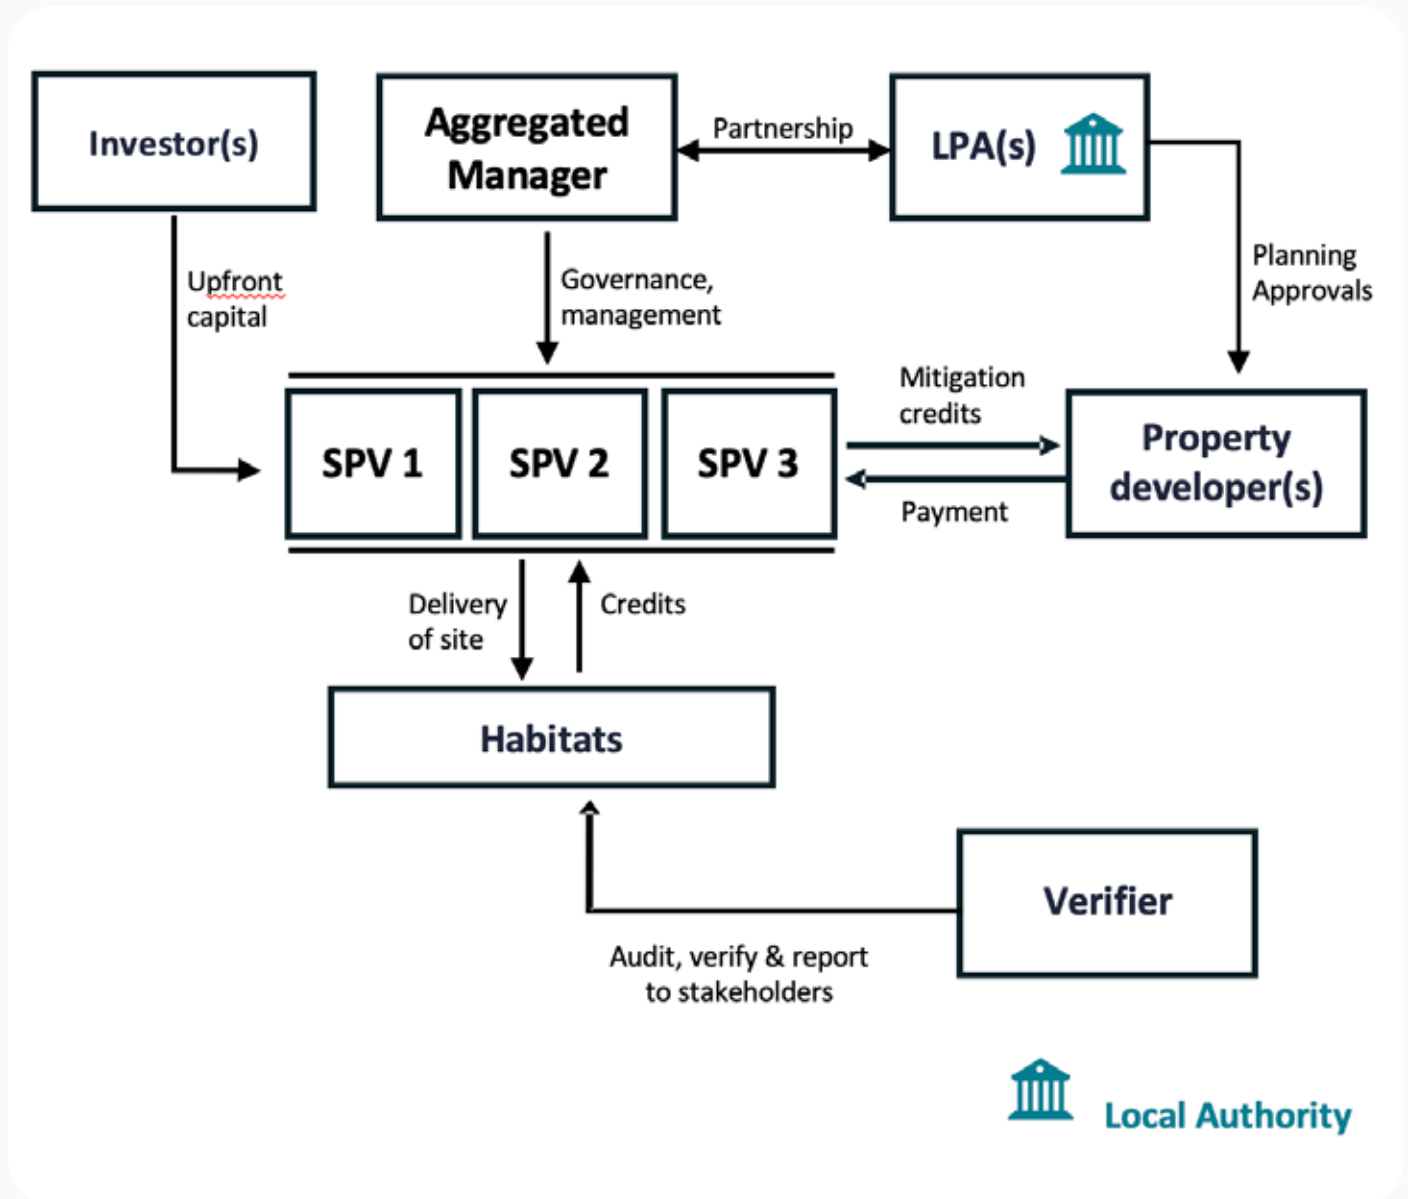 Investor(s)
Aggregated
Manager
Partnership
LPA(s)
Upfront
capital
Governance,
management
Planning
Approvals
SPV 1
SPV 2
SPV 3
Mitigation
credits
Payment
Property
developer(s)
Delivery
of site
Credits
Habitats
Verifier
Audit, verify & report
to stakeholders
Local Authority